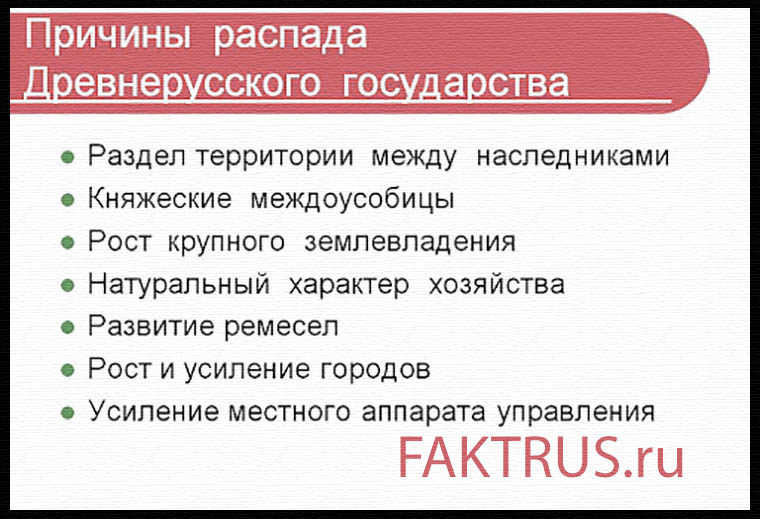 Причины распада
Древнерусского государства
Раздел территории между наследниками
Княжеские междоусобицы
Рост крупного землевладения
Натуральный характер хозяйства
Развитие ремесел
Рост и усиление городов
Усиление местного аппарата управления
FAKTRUS.ru